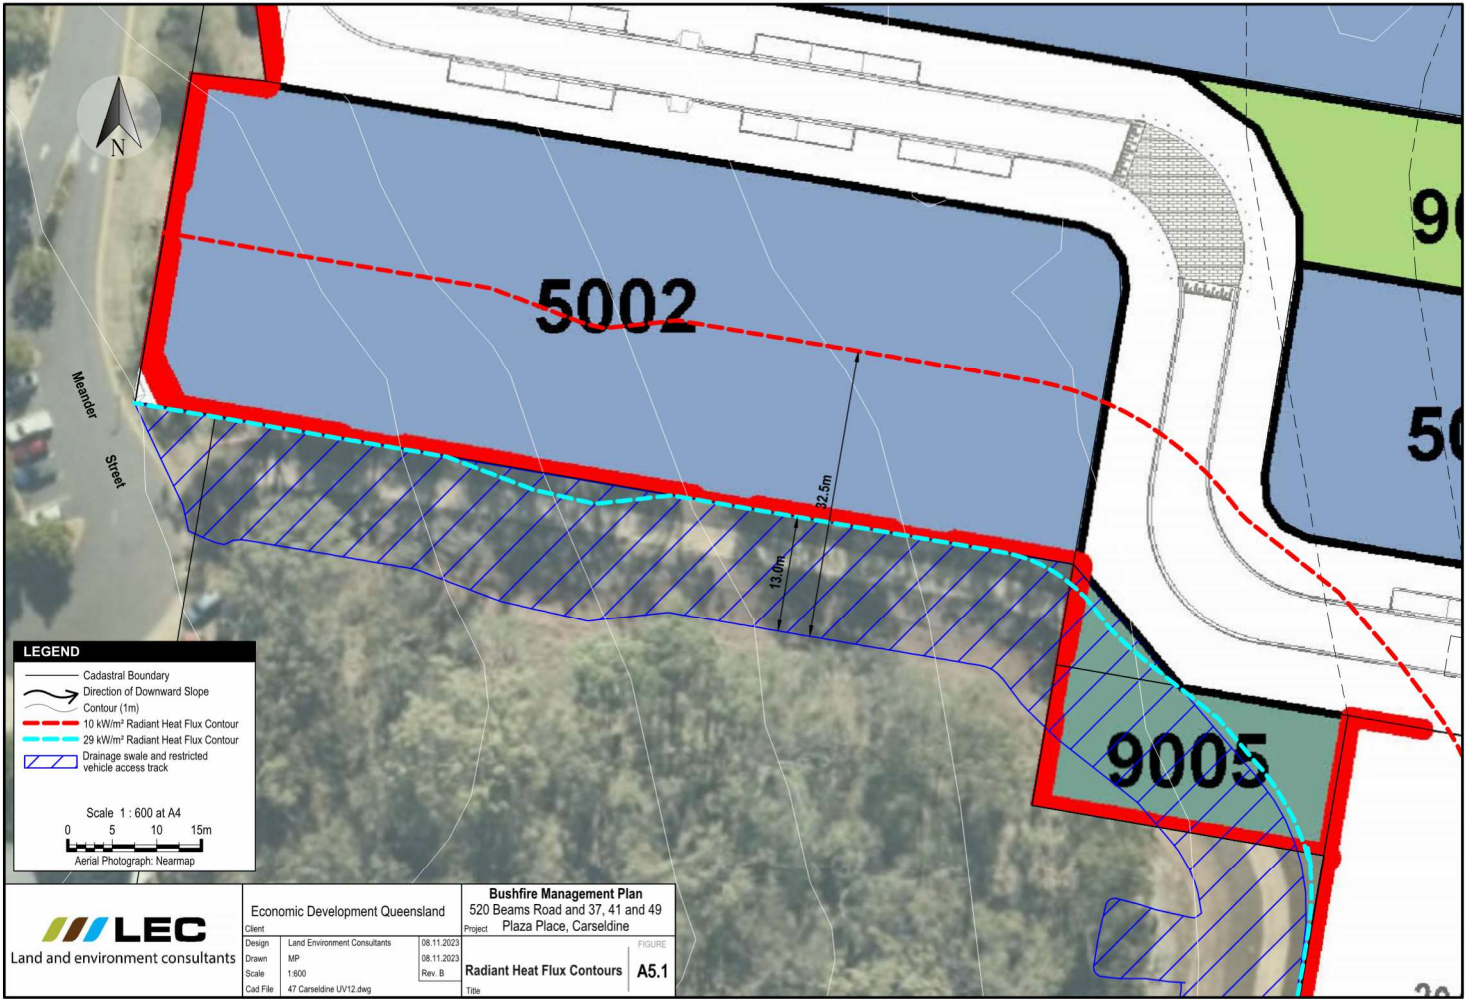 N
5002
90
50
32.5m
13.0m
9005
Meander
Street
LEGEND
Cadastral Boundary
Direction of Downward Slope
Contour (1m)
10 kW/m² Radiant Heat Flux Contour
29 kW/m² Radiant Heat Flux Contour
Drainage swale and restricted
vehicle access track
Scale 1 : 600 at A4
0 5 10 15m
Aerial Photograph: Nearmap
LEC
Land and environment consultants
Economic Development Queensland
Client
Design Land Environment Consultants 08.11.2023
Drawn MP 08.11.2023
Scale 1:600 Rev. B
Cad File 47 Carseldine UV12.dwg
Bushfire Management Plan
520 Beams Road and 37, 41 and 49
Project Plaza Place, Carseldine
FIGURE
Radiant Heat Flux Contours A5.1
Title